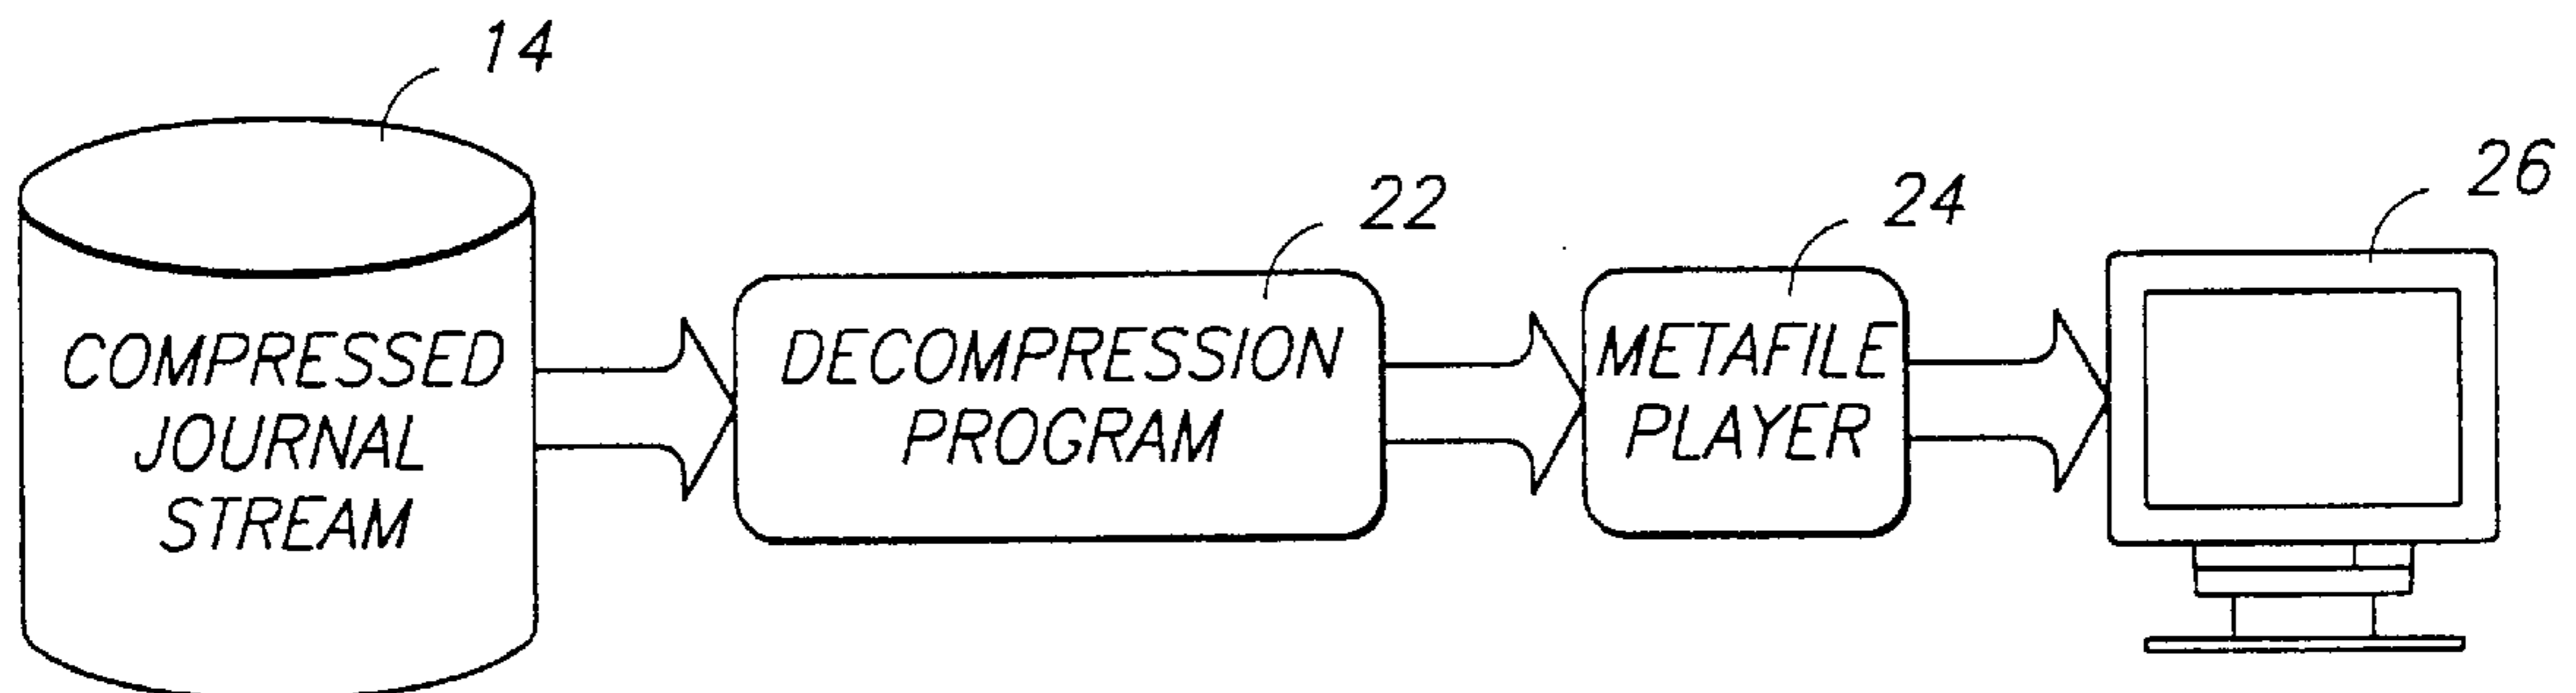 14
22
24
26
COMPRESSED
JOURNAL
STREAM
DECOMPRESSION
PROGRAM
METAFILE
PLAYER